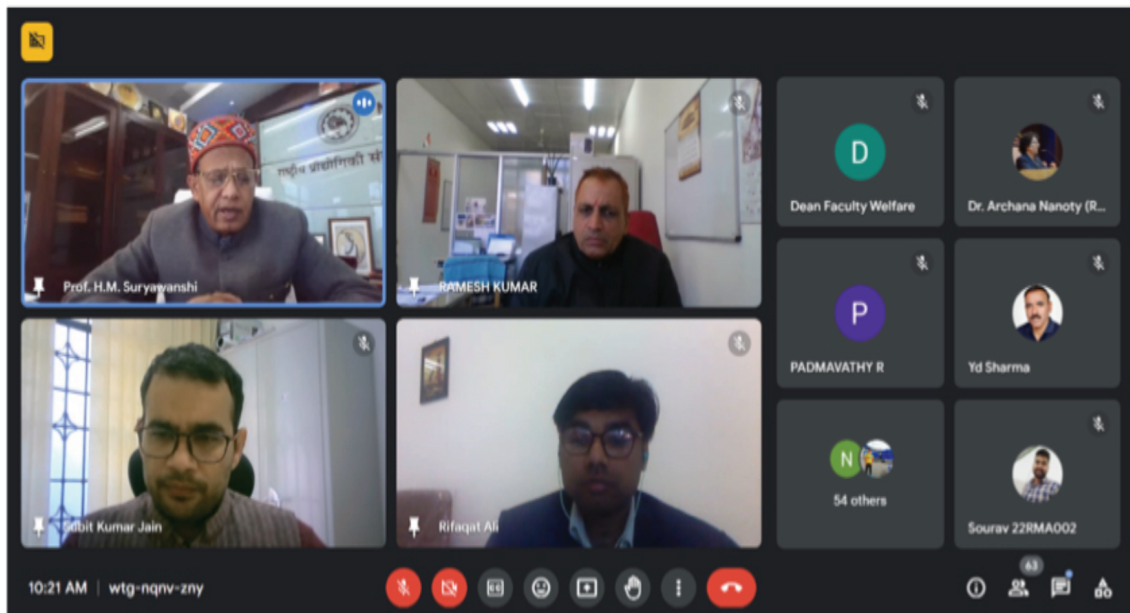 राष्ट्रीय प्रौद्योगिकी सं
Prof. H.M. Suryawanshi
RAMESH KUMAR
D
Dean Faculty Welfare
Dr. Archana Nanoty (R...
P
PADMAVATHY R
Yd Sharma
Kumar Jain
Rifaqat Ali
N
54 others
Sourav 22RMA002
10:21 AM | wtg-nqnv-zny
CC
63